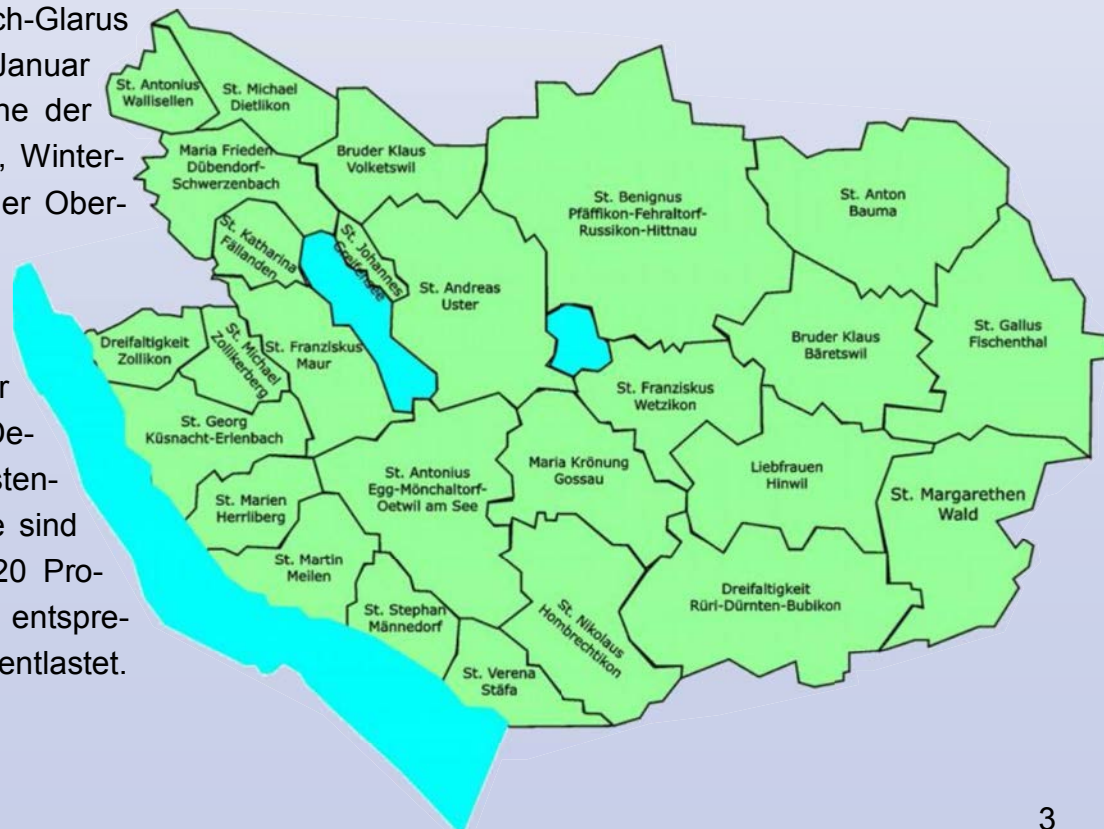 ch-Glarus
Januar
ne der
, Winter-
er Ober-
r
De-
sten-
e sind
20 Pro-
entspre-
entlastet.
St. Antonius
Wallisellen
St. Michael
Dietlikon
Maria Frieden
Dübendorf-
Schwerzenbach
Bruder Klaus
Volketswil
St. Benignus
Pfäffikon-Fehraltorf-
Russikon-Hittnau
St. Anton
Bauma
St. Katharina
Fällanden
St. Johannes
Greifensee
St. Andreas
Uster
Dreifaltigkeit
Zollikon
St. Michael
Zollikerberg
St. Franziskus
Maur
Bruder Klaus
Bäretswil
St. Gallus
Fischenthal
St. Franziskus
Wetzikon
St. Georg
Küsnacht-Erlenbach
St. Antonius
Egg-Mönchaltorf-
Oetwil am See
Maria Krönung
Gossau
Liebfrauen
Hinwil
St. Margarethen
Wald
St. Marien
Herrliberg
St. Martin
Meilen
St. Stephan
Männedorf
St. Nikolaus
Hombrechtikon
Dreifaltigkeit
Rüri-Dürnten-Bubikon
St. Verena
Stäfa
3